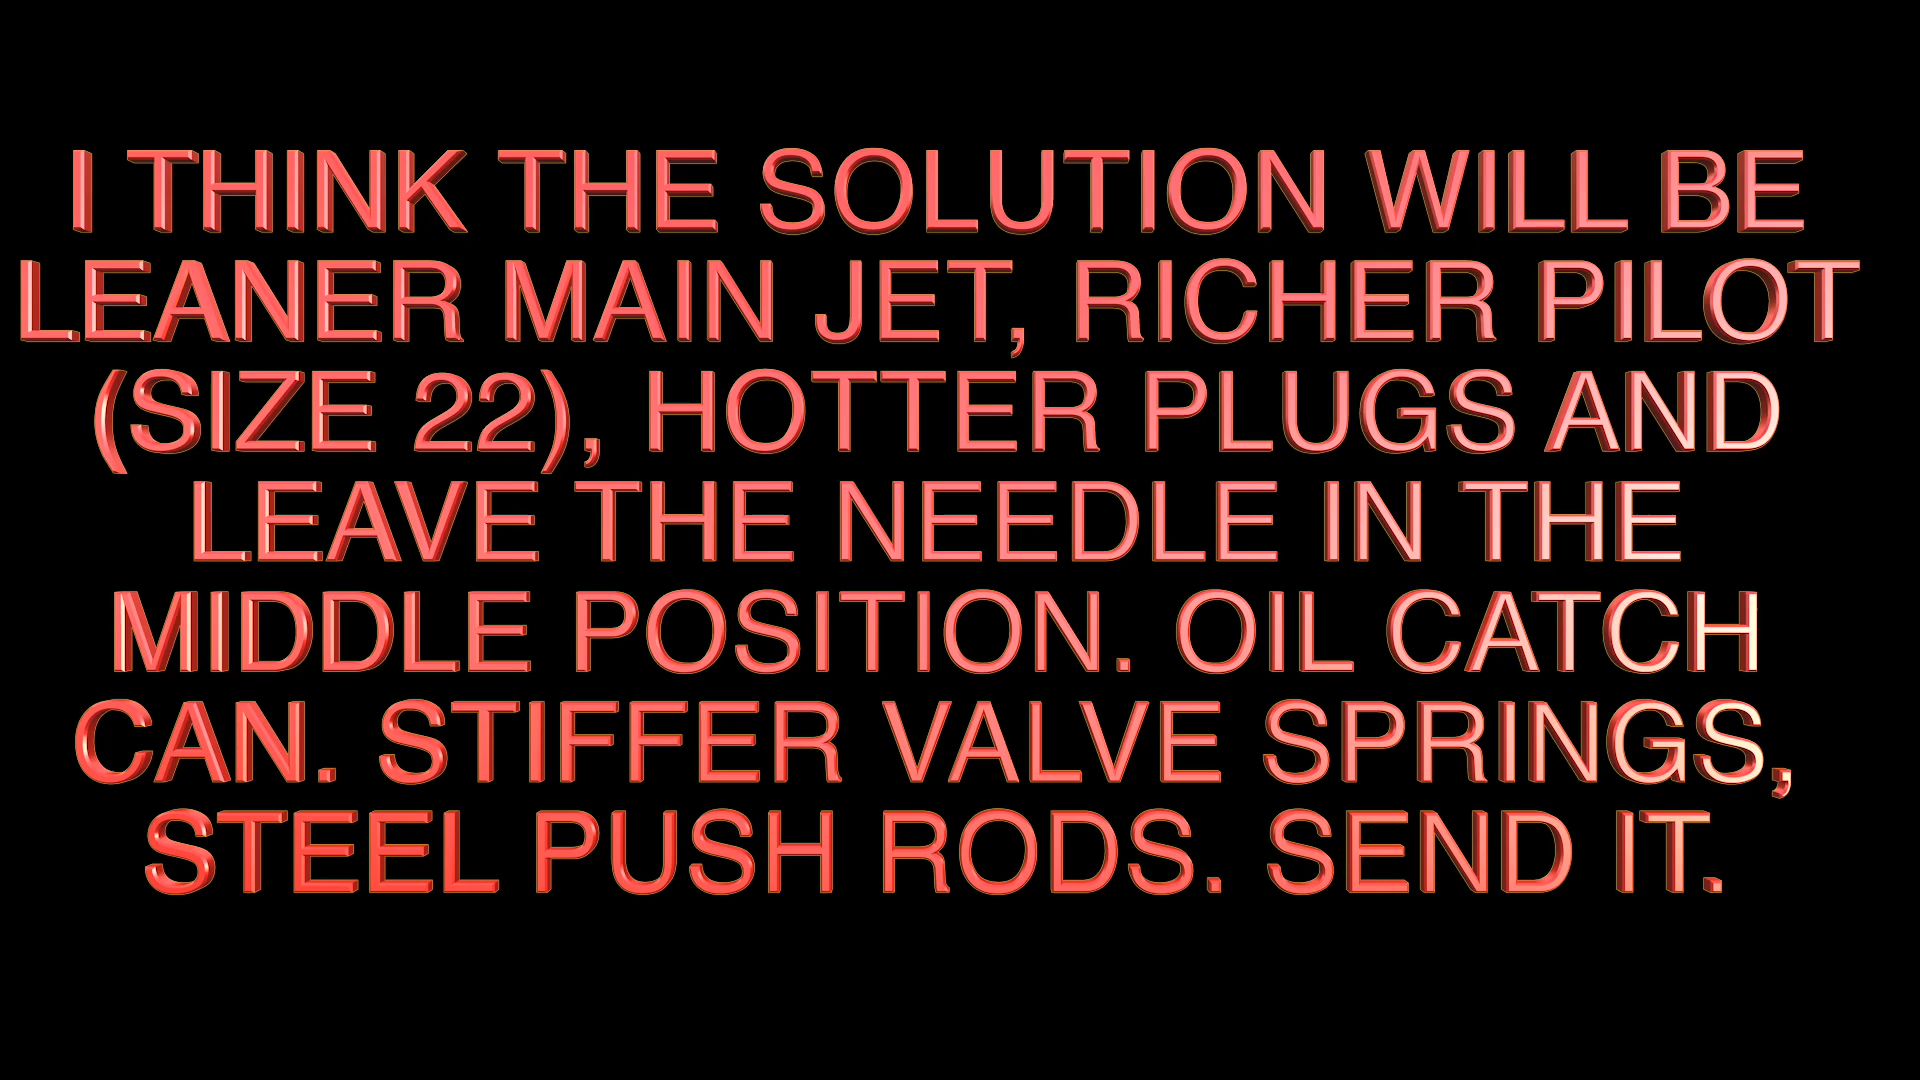 I THINK THE SOLUTION WILL BE
LEANER MAIN JET, RICHER PILOT
(SIZE 22), HOTTER PLUGS AND
LEAVE THE NEEDLE IN THE
MIDDLE POSITION. OIL CATCH
CAN. STIFFER VALVE SPRINGS,
STEEL PUSH RODS. SEND IT.